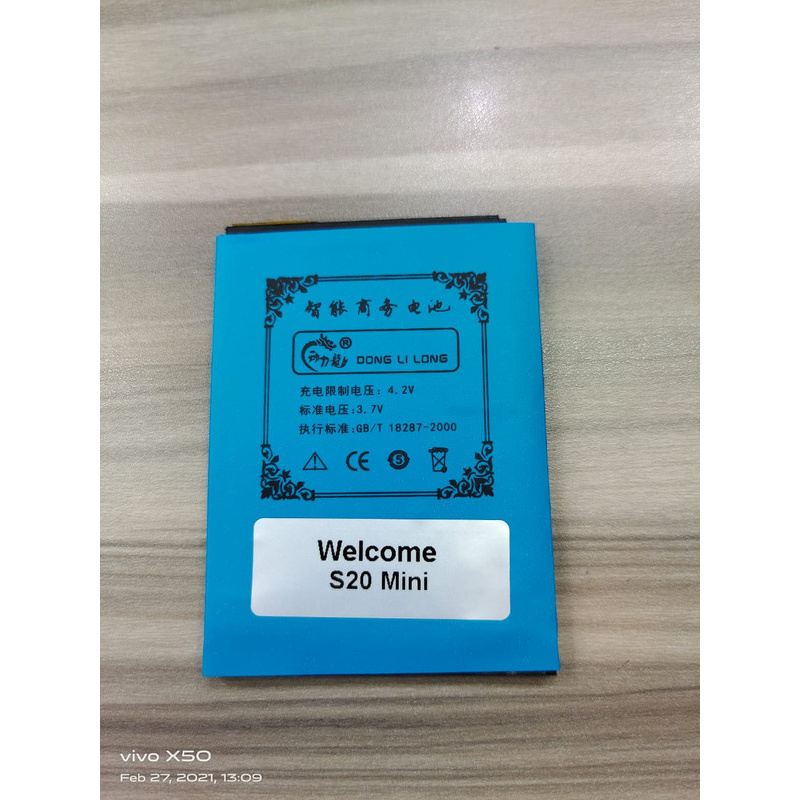 智能商务电池
动力龙® DONG LI LONG
充电限制电压: 4.2V
标准电压:3.7V
执行标准:GB/T 18287-2000
CE 5
Welcome
S20 Mini
vivo X50
Feb 27, 2021, 13:09